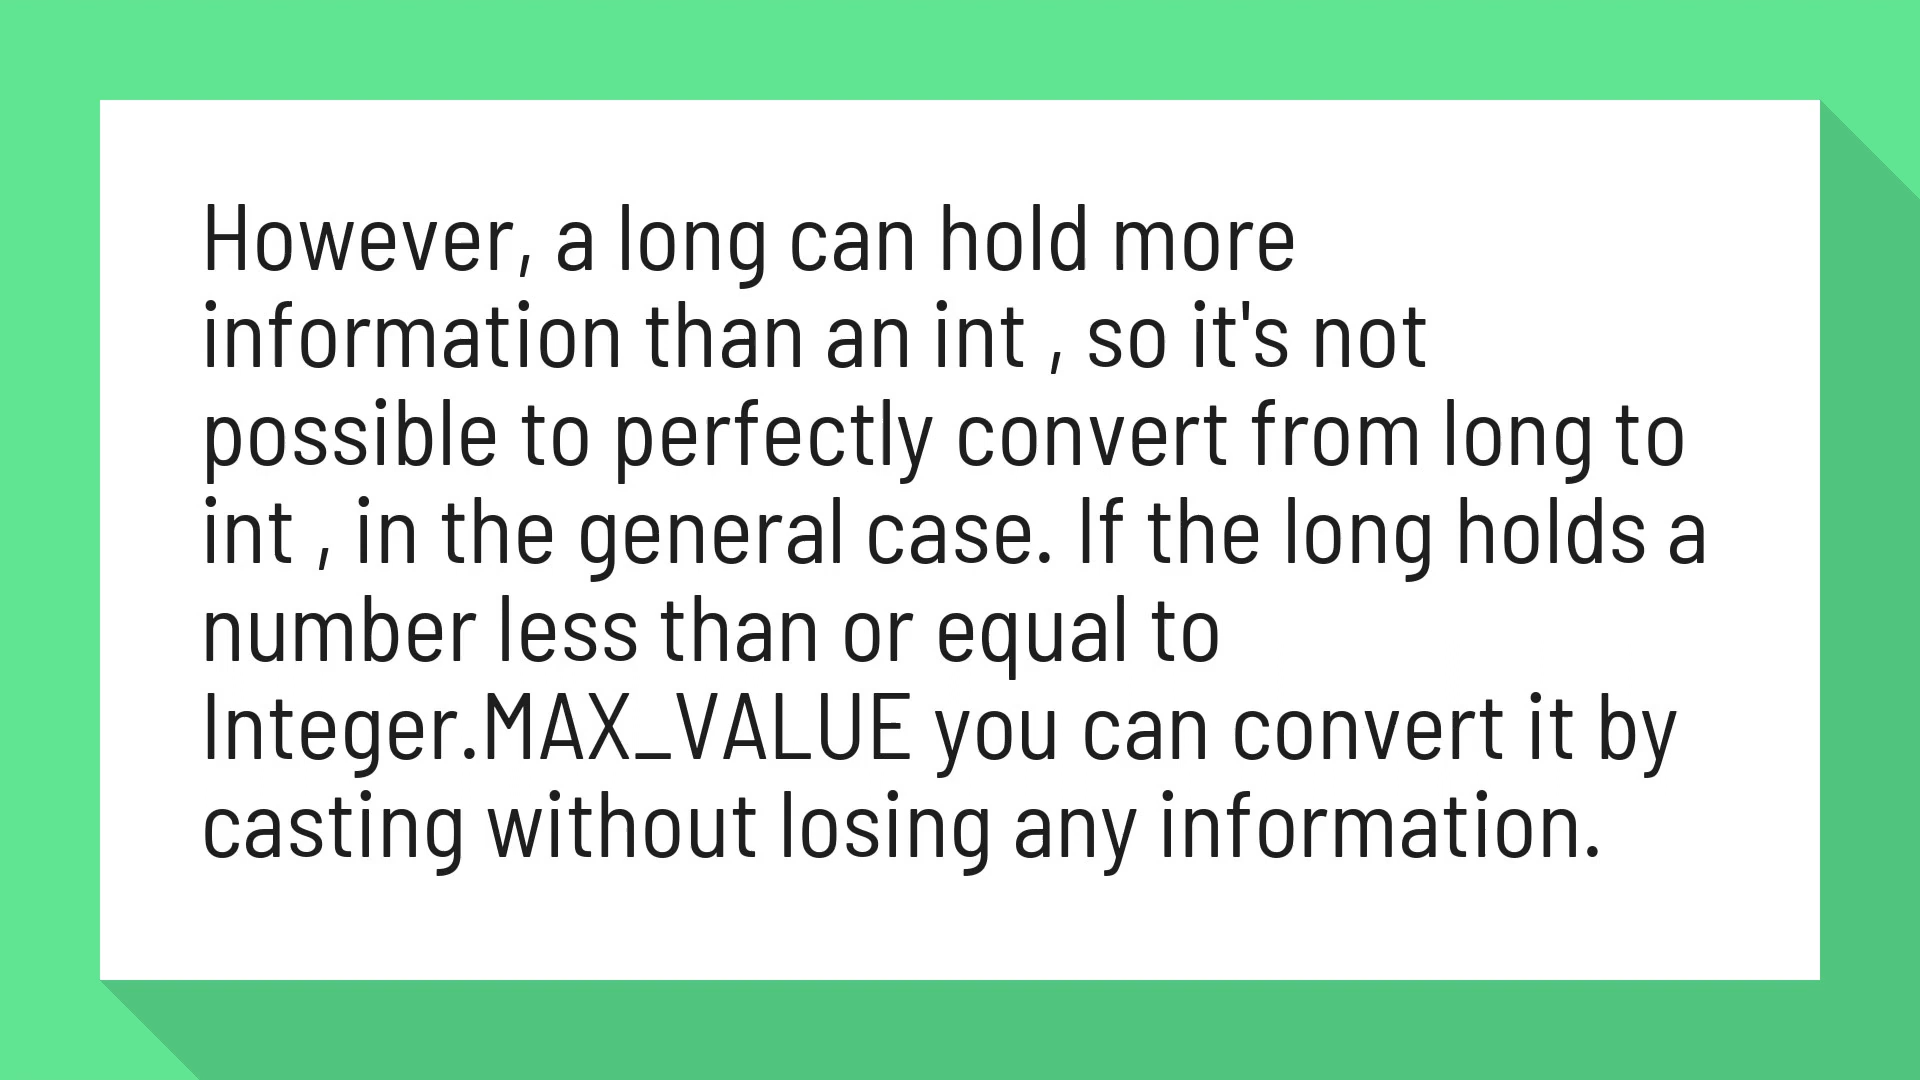 However, a long can hold more
information than an int , so it's not
possible to perfectly convert from long to
int , in the general case. If the long holds a
number less than or equal to
Integer.MAX_VALUE you can convert it by
casting without losing any information.